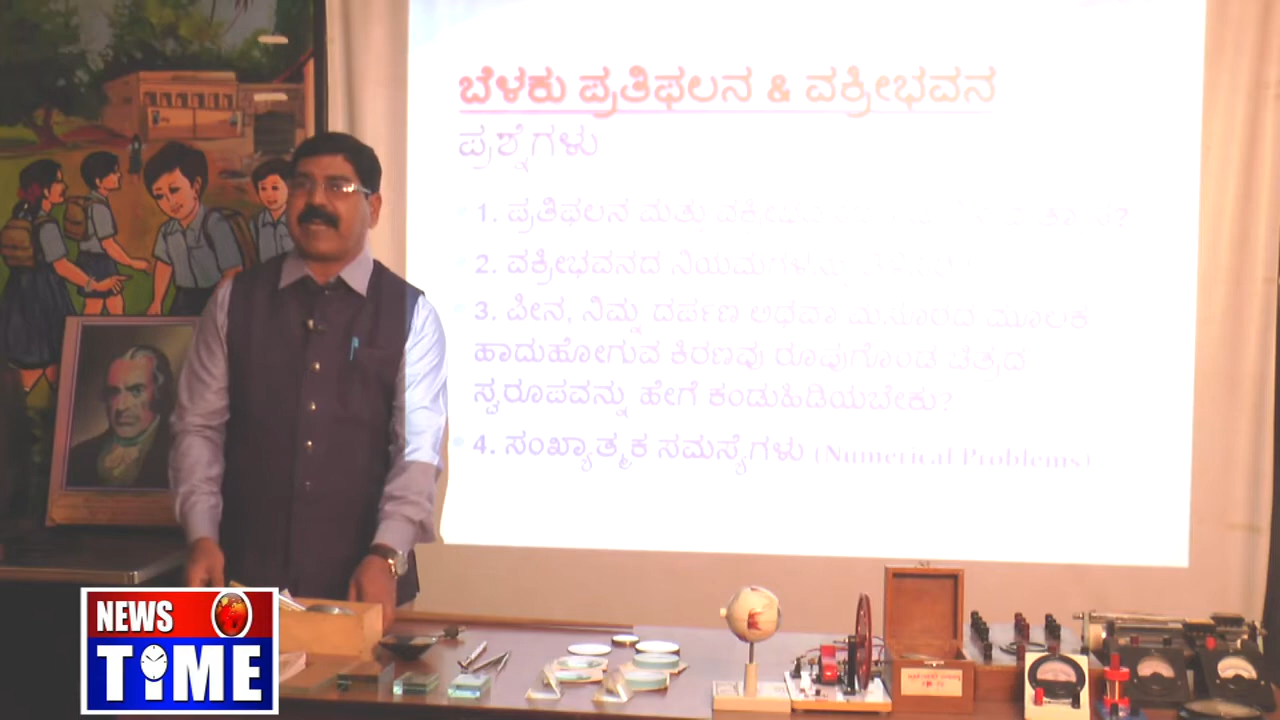 ಬೆಳಕು ಪ್ರತಿಫಲನ & ವಕ್ರೀಭವನ
ಪ್ರಶ್ನೆಗಳು
1. ಪ್ರತಿಫಲನ ಮತ್ತು
2. ವಕ್ರೀಭವನದ ನಿಯಮಗಳನ್ನು
3. ಪೀನ, ನಿಮ್ನ ದರ್ಪಣ ಅಥವಾ ಮಸೂರದ ಮೂಲಕ
ಹಾದುಹೋಗುವ ಕಿರಣವು ರೂಪುಗೊಂಡ ಚಿತ್ರದ
ಸ್ವರೂಪವನ್ನು ಹೇಗೆ ಕಂಡುಹಿಡಿಯಬೇಕು?
4. ಸಂಖ್ಯಾತ್ಮಕ ಸಮಸ್ಯೆಗಳು (Numerical Problems)
NEWS
TIME